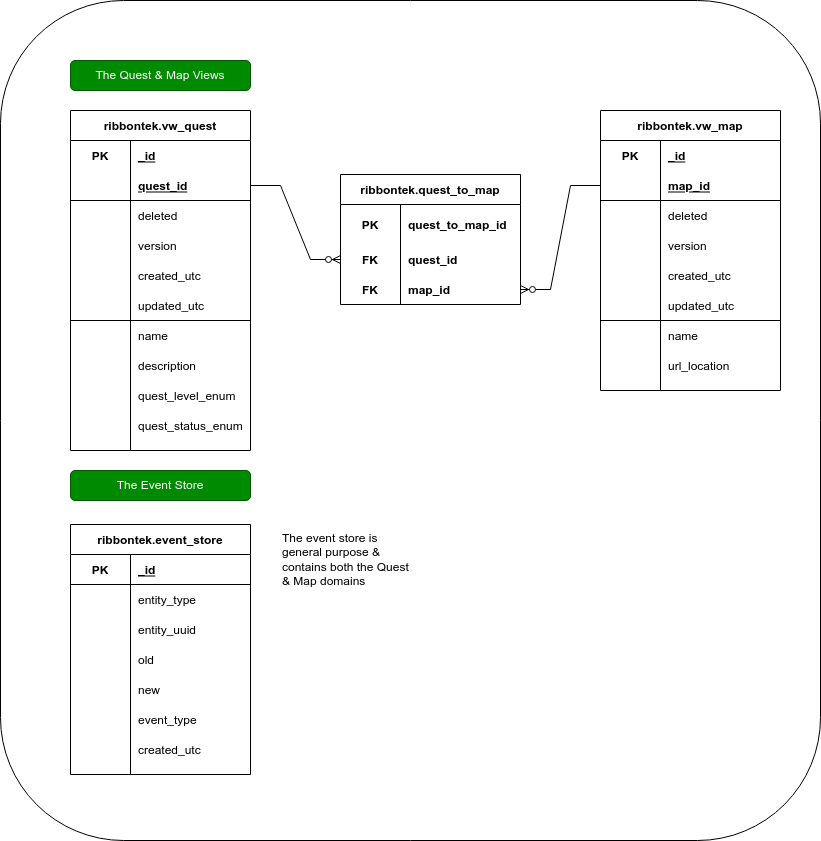 The Quest & Map Views
ribbontek.vw_quest
PK _id
quest_id
deleted
version
created_utc
updated_utc
name
description
quest_level_enum
quest_status_enum
ribbontek.quest_to_map
PK quest_to_map_id
FK quest_id
FK map_id
ribbontek.vw_map
PK _id
map_id
deleted
version
created_utc
updated_utc
name
url_location
The Event Store
ribbontek.event_store
PK _id
entity_type
entity_uuid
old
new
event_type
created_utc
The event store is
general purpose &
contains both the Quest
& Map domains